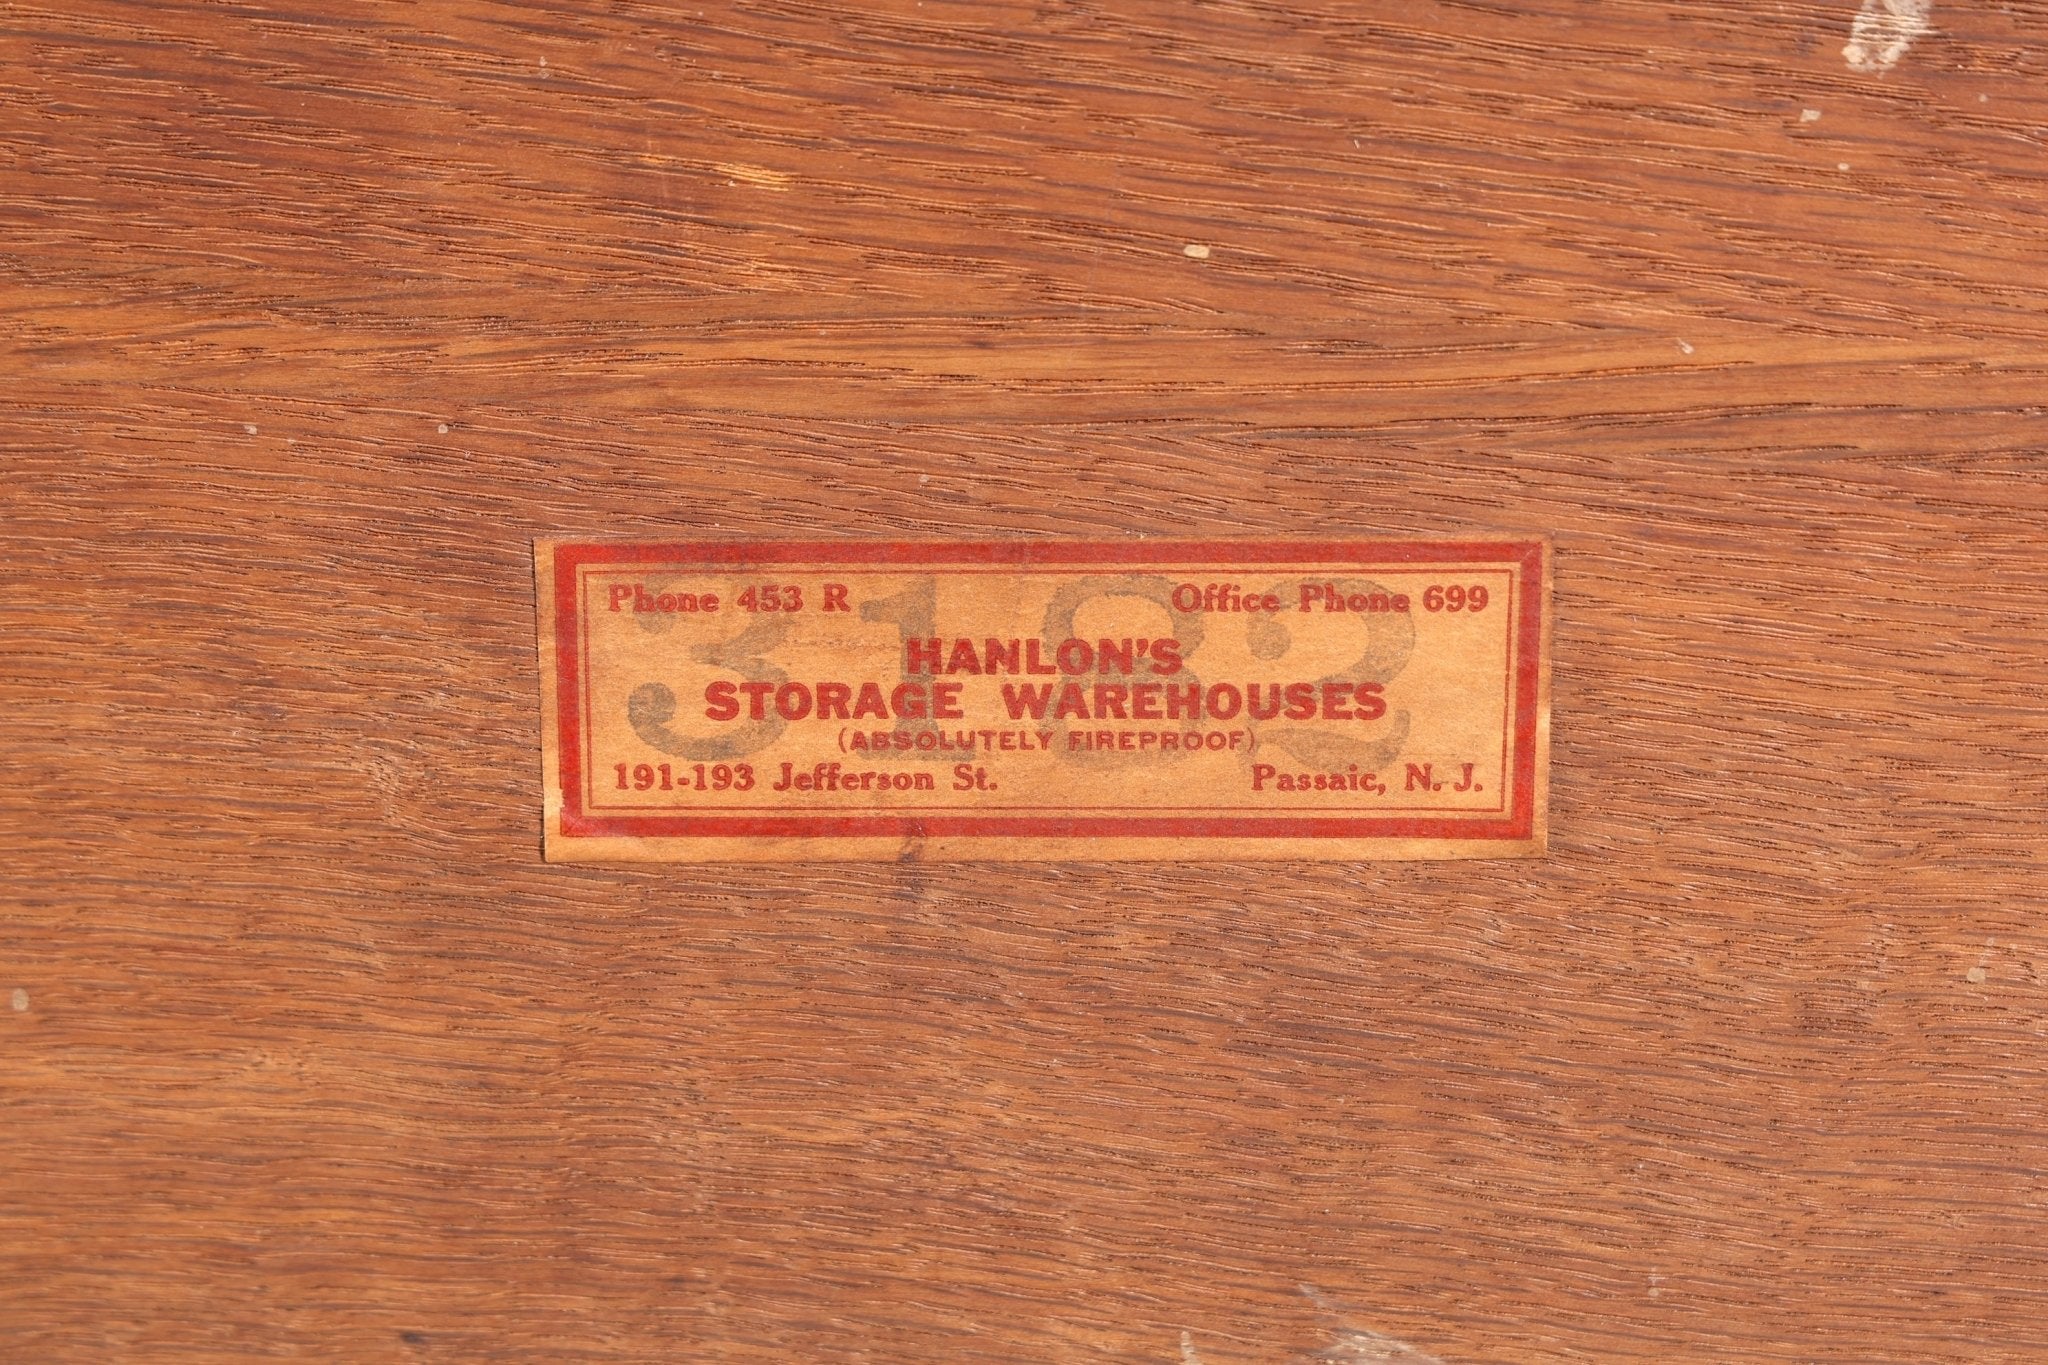 Phone 453 R Office Phone 699
3182
HANLON'S
STORAGE WAREHOUSES
(ABSOLUTELY FIREPROOF)
191-193 Jefferson St. Passaic, N. J.